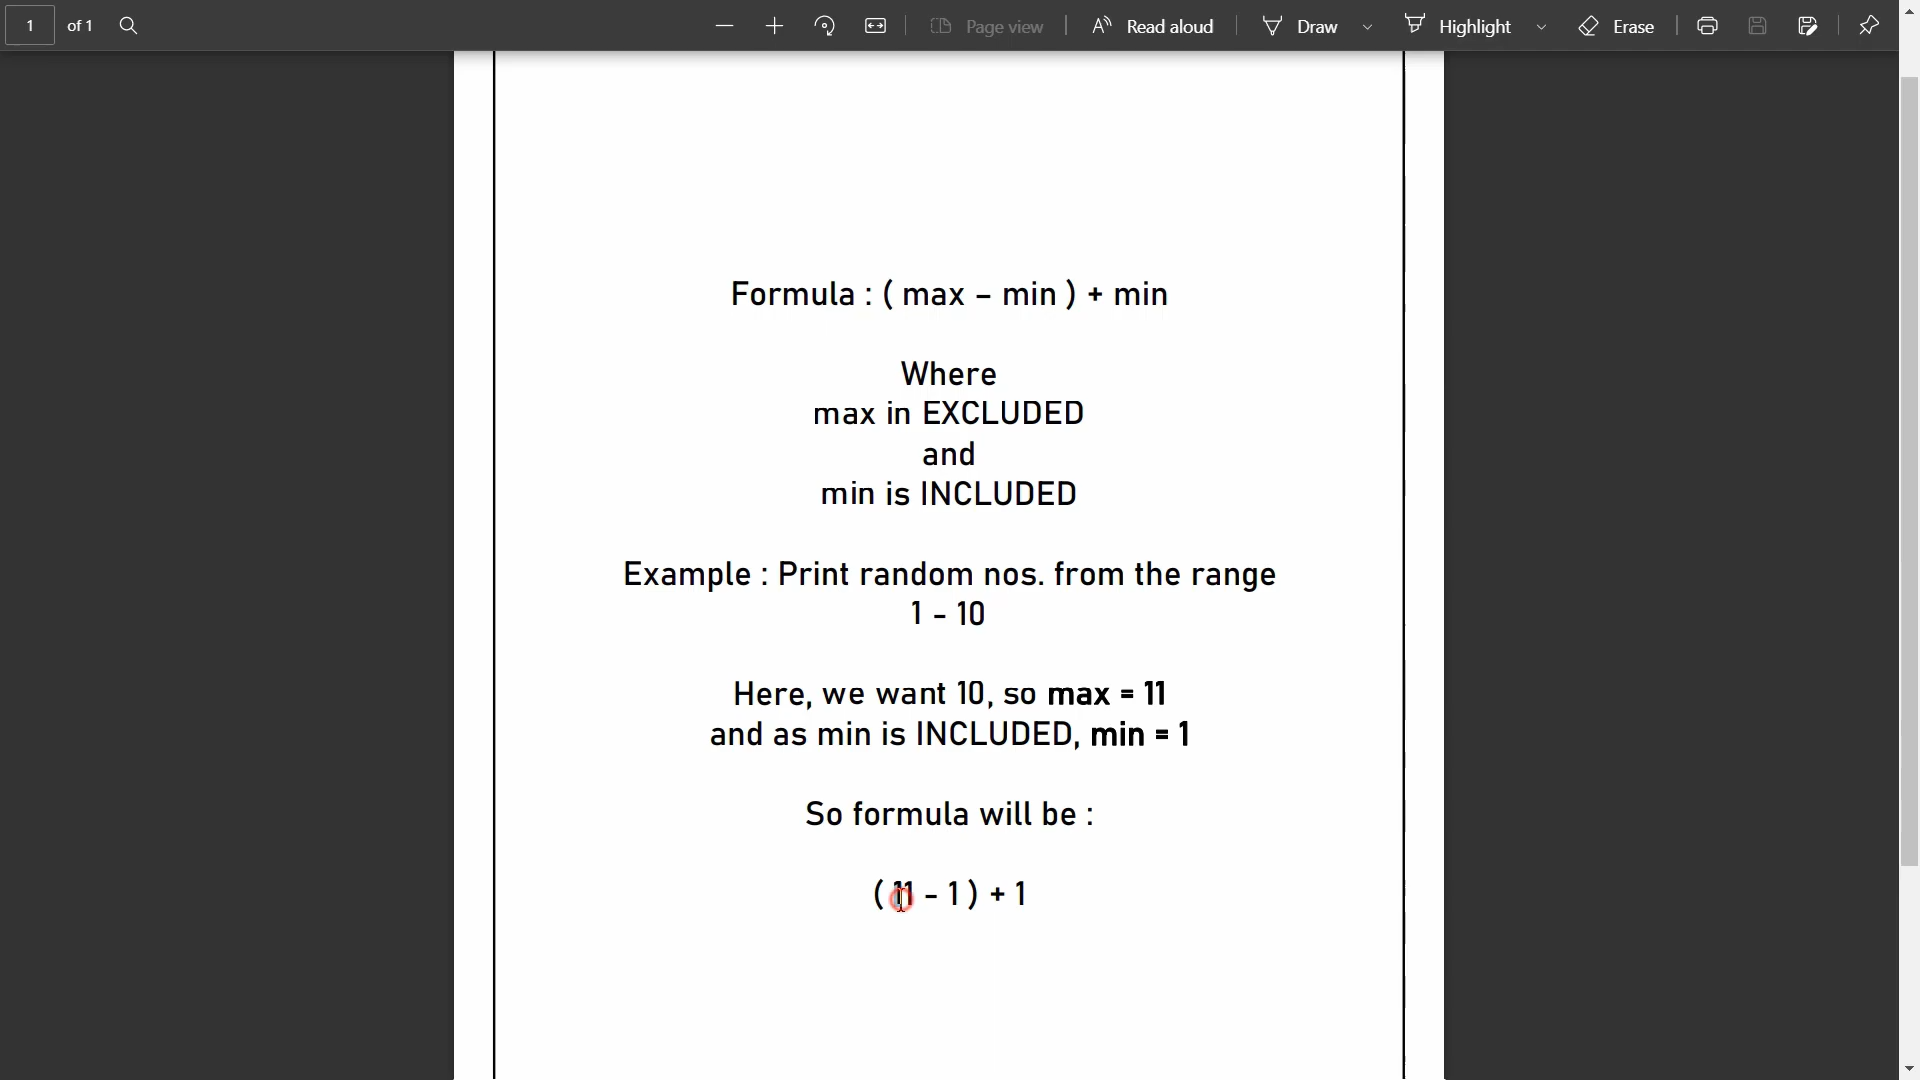 1 of 1 Page view Read aloud Draw Highlight Erase
Formula : ( max – min ) + min
Where
max in EXCLUDED
and
min is INCLUDED
Example : Print random nos. from the range
1 - 10
Here, we want 10, so max = 11
and as min is INCLUDED, min = 1
So formula will be :
( 11 - 1 ) + 1